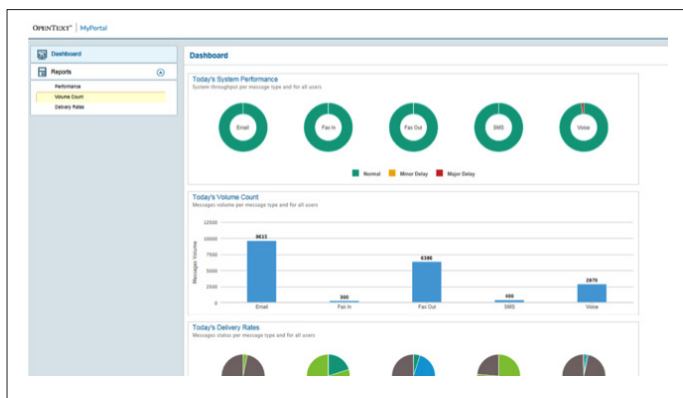 OPENTEXT™ | MyPortal
Dashboard
Reports
Performance
Volume Count
Delivery Rates
Dashboard
Today's System Performance
System throughput per message type and for all users
Email
Fax In
Fax Out
SMS
Voice
Normal
Minor Delay
Major Delay
Today's Volume Count
Messages volume per message type and for all users
Messages Volume
12500
10000
7500
5000
2500
0
9615
300
6386
400
2870
Email
Fax In
Fax Out
SMS
Voice
Today's Delivery Rates
Messages status per message type and for all users